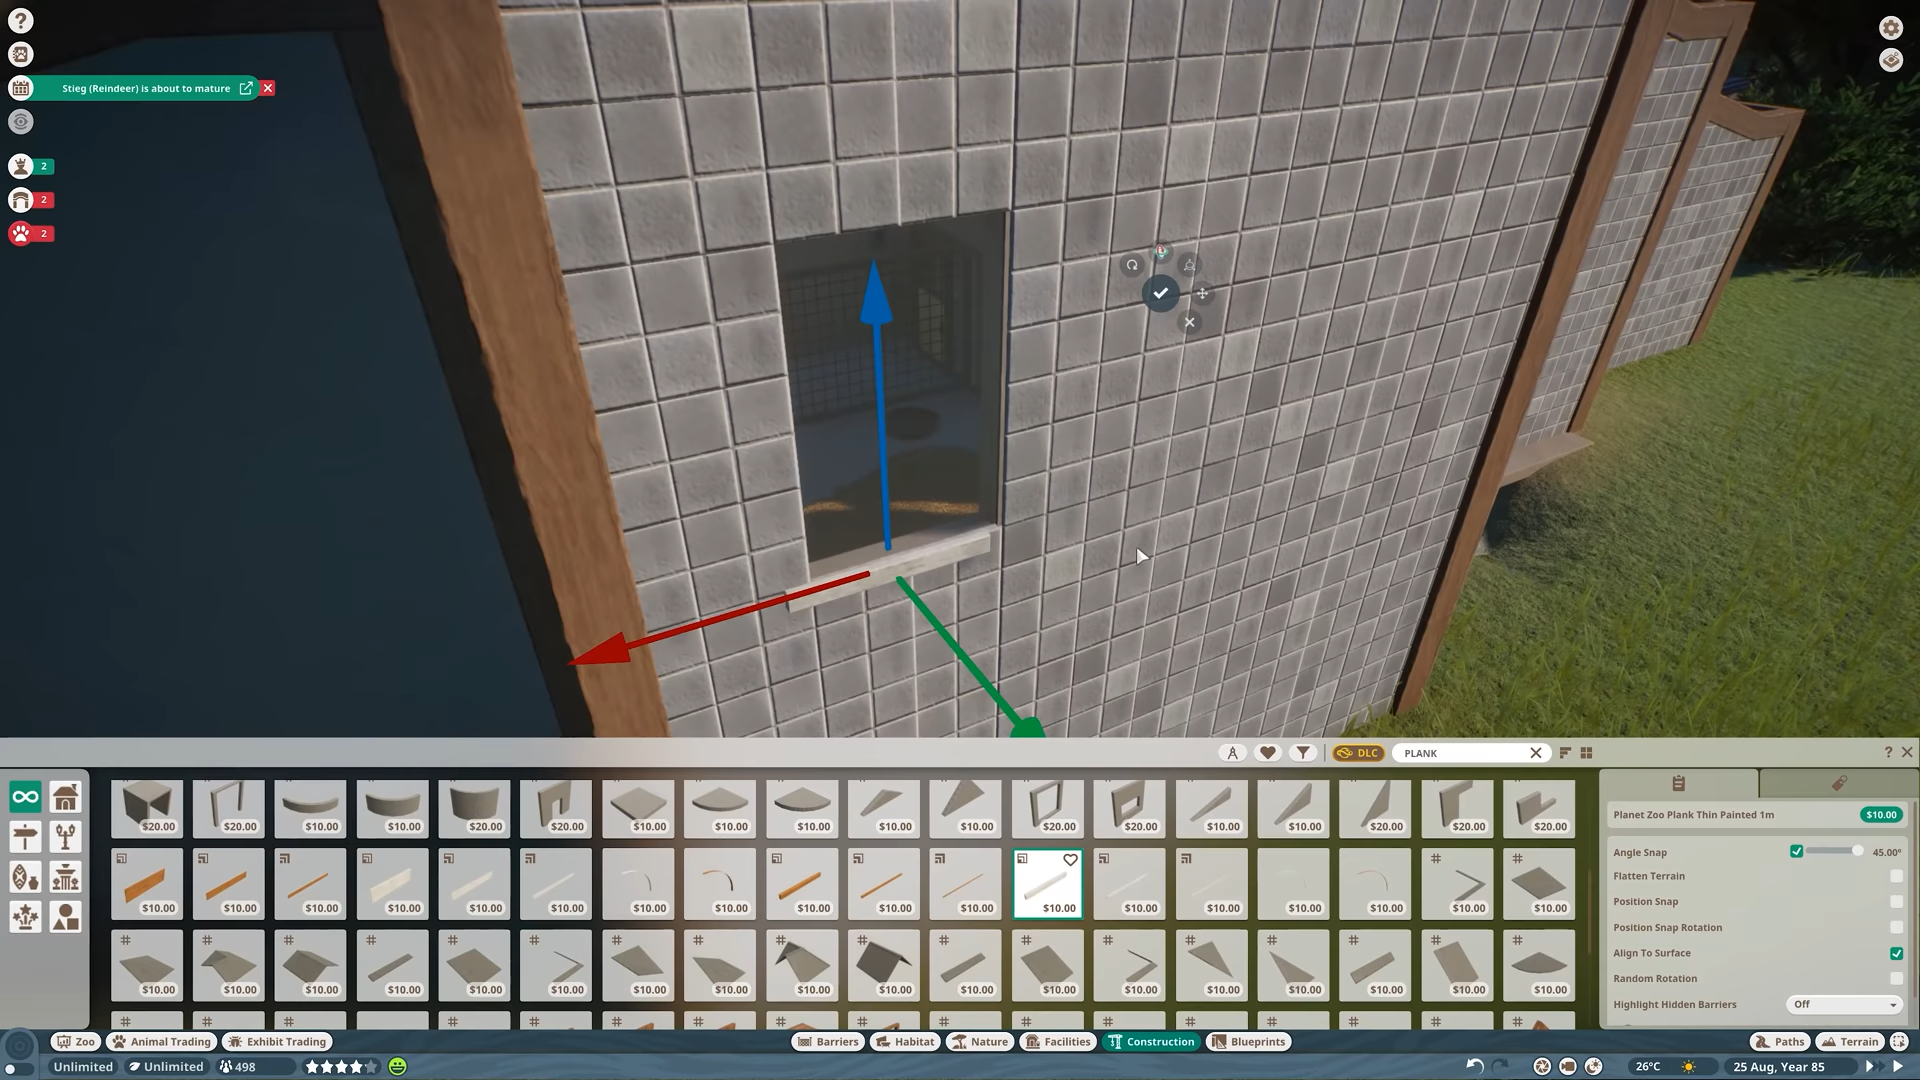 ?
Stieg (Reindeer) is about to mature
2
2
2
DLC
PLANK
?
$20.00 $20.00 $10.00 $10.00 $20.00 $20.00 $10.00 $10.00 $10.00 $10.00 $10.00 $20.00 $20.00 $10.00 $10.00 $20.00 $20.00 $20.00
$10.00 $10.00 $10.00 $10.00 $10.00 $10.00 $10.00 $10.00 $10.00 $10.00 $10.00 $10.00 $10.00 $10.00 $10.00 $10.00 $10.00 $10.00
$10.00 $10.00 $10.00 $10.00 $10.00 $10.00 $10.00 $10.00 $10.00 $10.00 $10.00 $10.00 $10.00 $10.00 $10.00 $10.00 $10.00 $10.00
Planet Zoo Plank Thin Painted 1m $10.00
Angle Snap 45.00°
Flatten Terrain
Position Snap
Position Snap Rotation
Align To Surface
Random Rotation
Highlight Hidden Barriers Off
Zoo Animal Trading Exhibit Trading Barriers Habitat Nature Facilities Construction Blueprints Paths Terrain
Unlimited Unlimited 498 26°C 25 Aug, Year 85